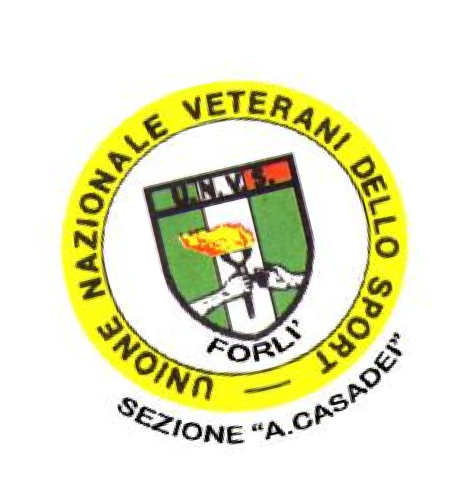 UNIONE NAZIONALE VETERANI DELLO SPORT —
U.N.V.S.
FORLI'
SEZIONE "A.CASADEI"